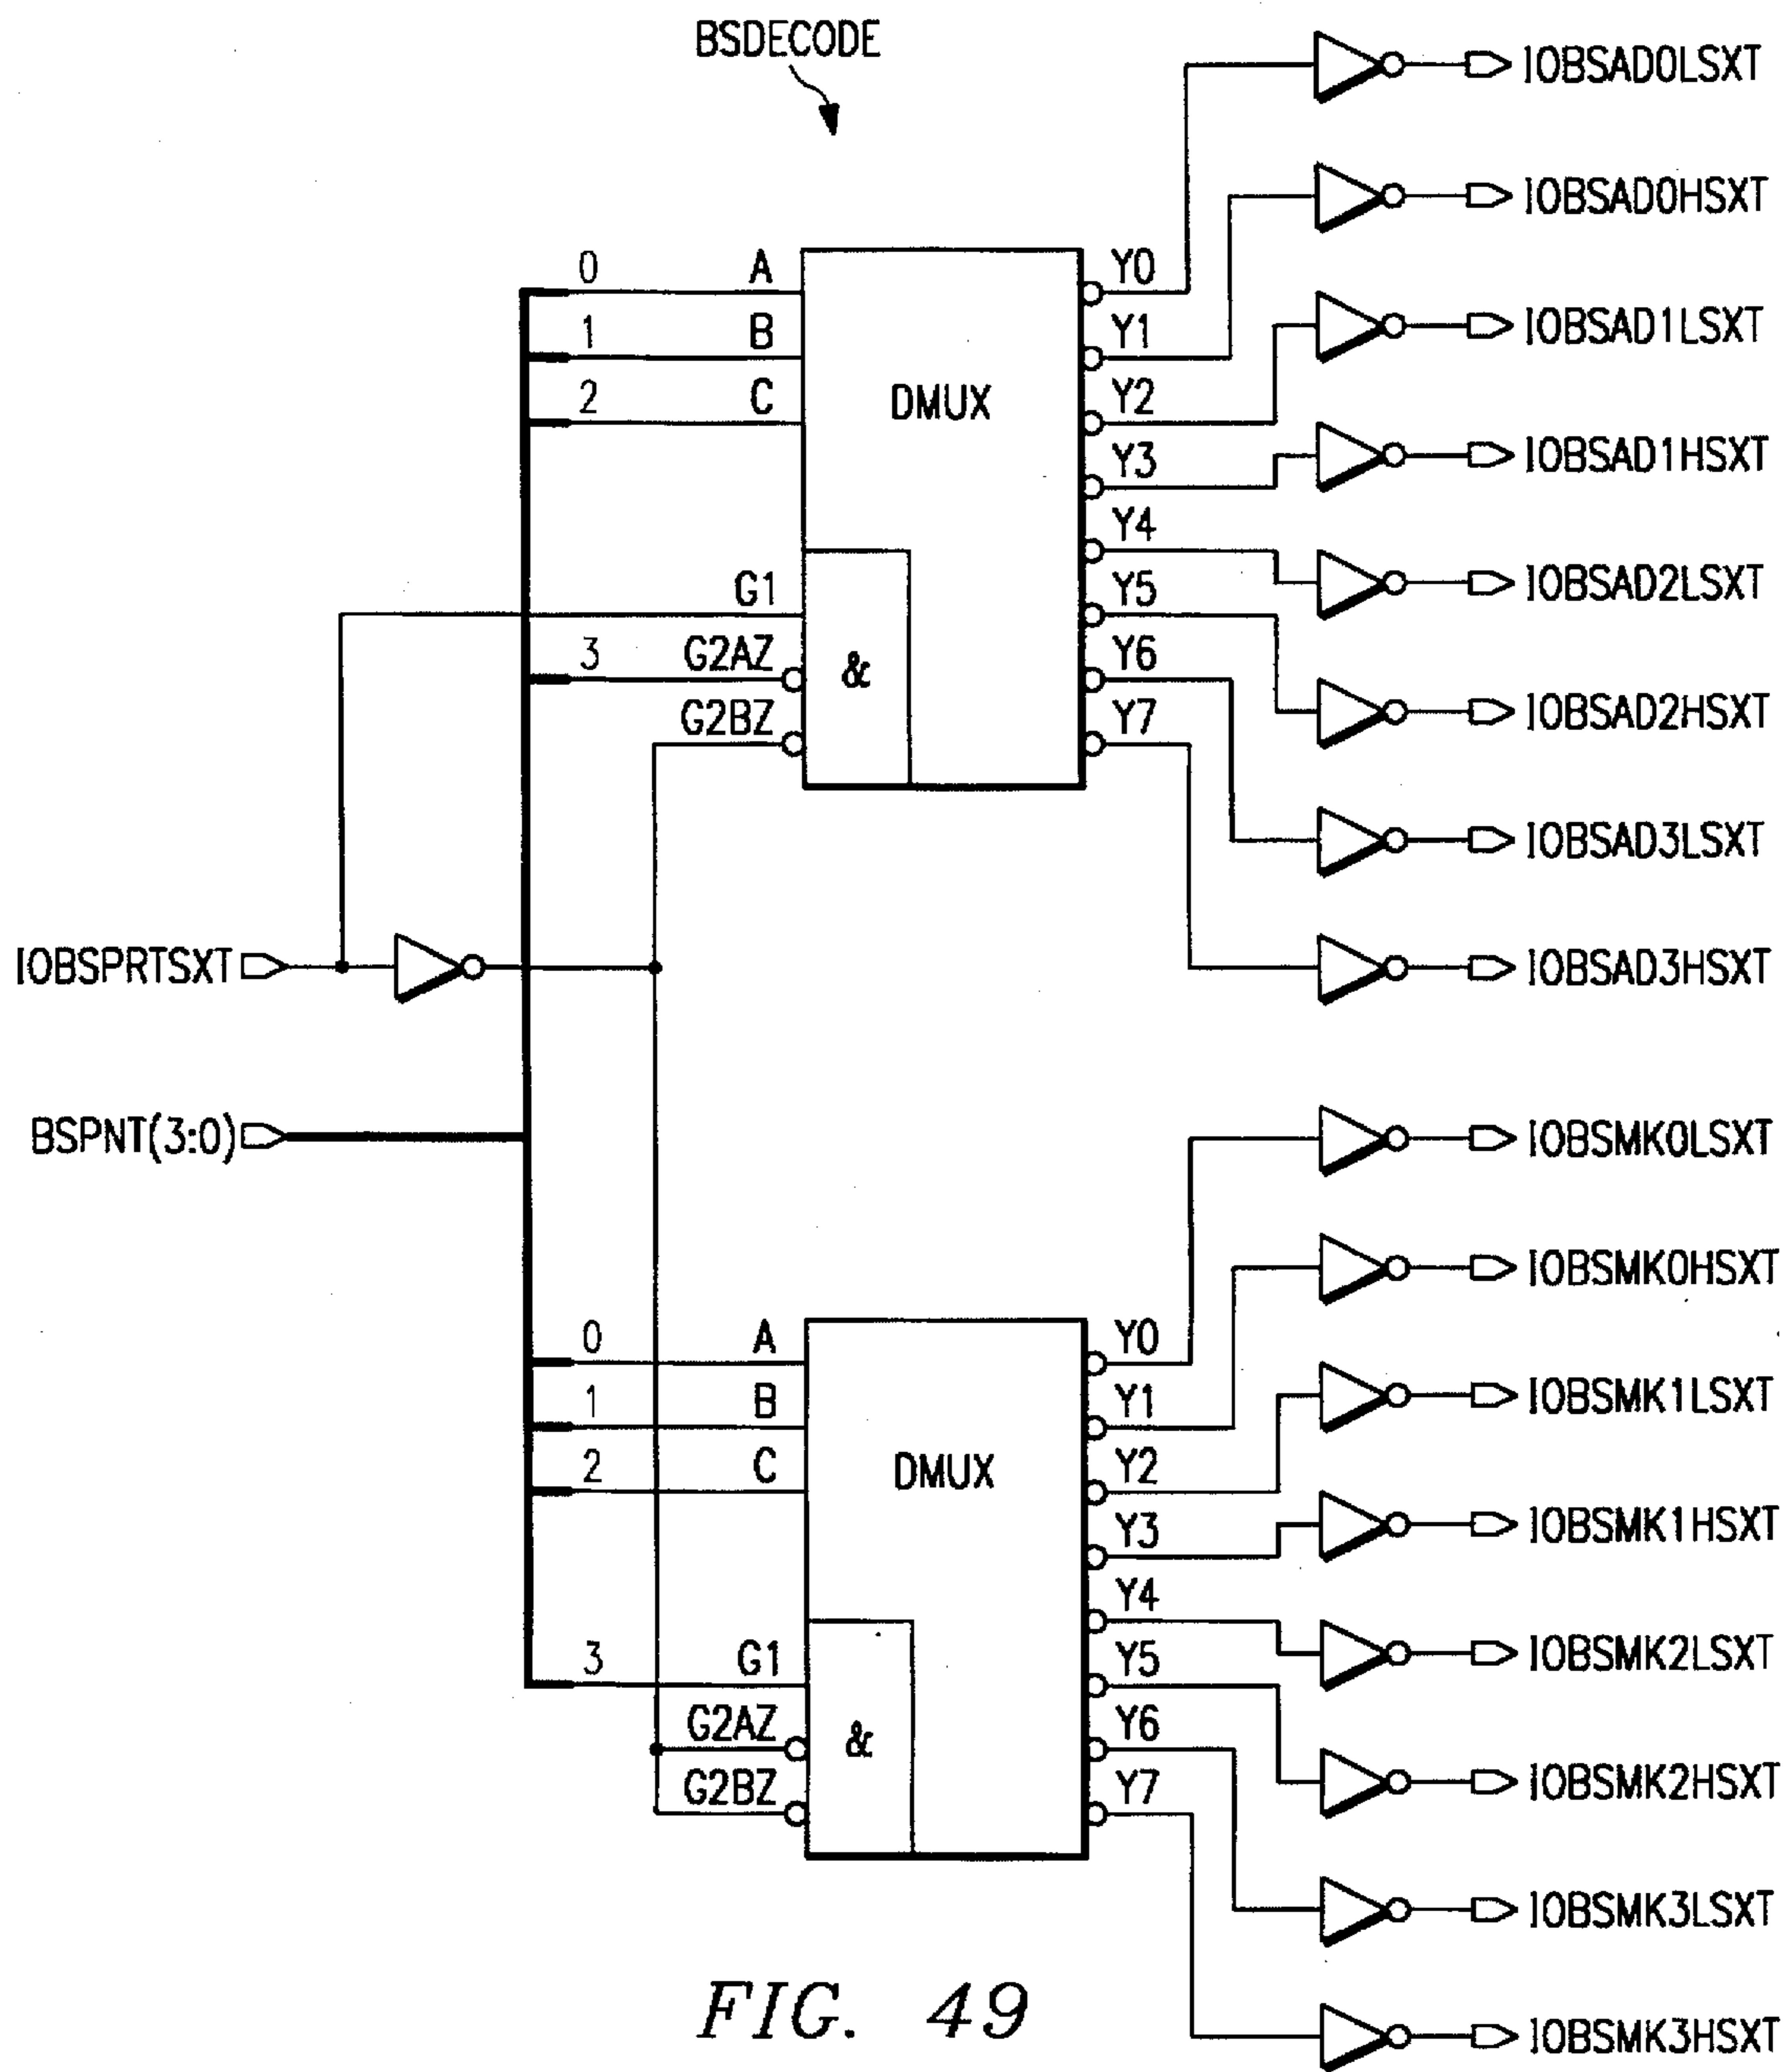 BSDECODE
IOBSAD0LSXT
IOBSAD0HSXT
0 A Y0
1 B Y1 IOBSAD1LSXT
2 C DMUX Y2
Y3 IOBSAD1HSXT
Y4
G1 Y5 IOBSAD2LSXT
3 G2AZ & Y6
G2BZ Y7 IOBSAD2HSXT
IOBSAD3LSXT
IOBSPRTSXT IOBSAD3HSXT
BSPNT(3:0) IOBSMK0LSXT
IOBSMK0HSXT
0 A Y0
1 B Y1 IOBSMK1LSXT
2 C DMUX Y2
Y3 IOBSMK1HSXT
Y4
3 G1 Y5 IOBSMK2LSXT
G2AZ & Y6
G2BZ Y7 IOBSMK2HSXT
IOBSMK3LSXT
FIG. 49
IOBSMK3HSXT